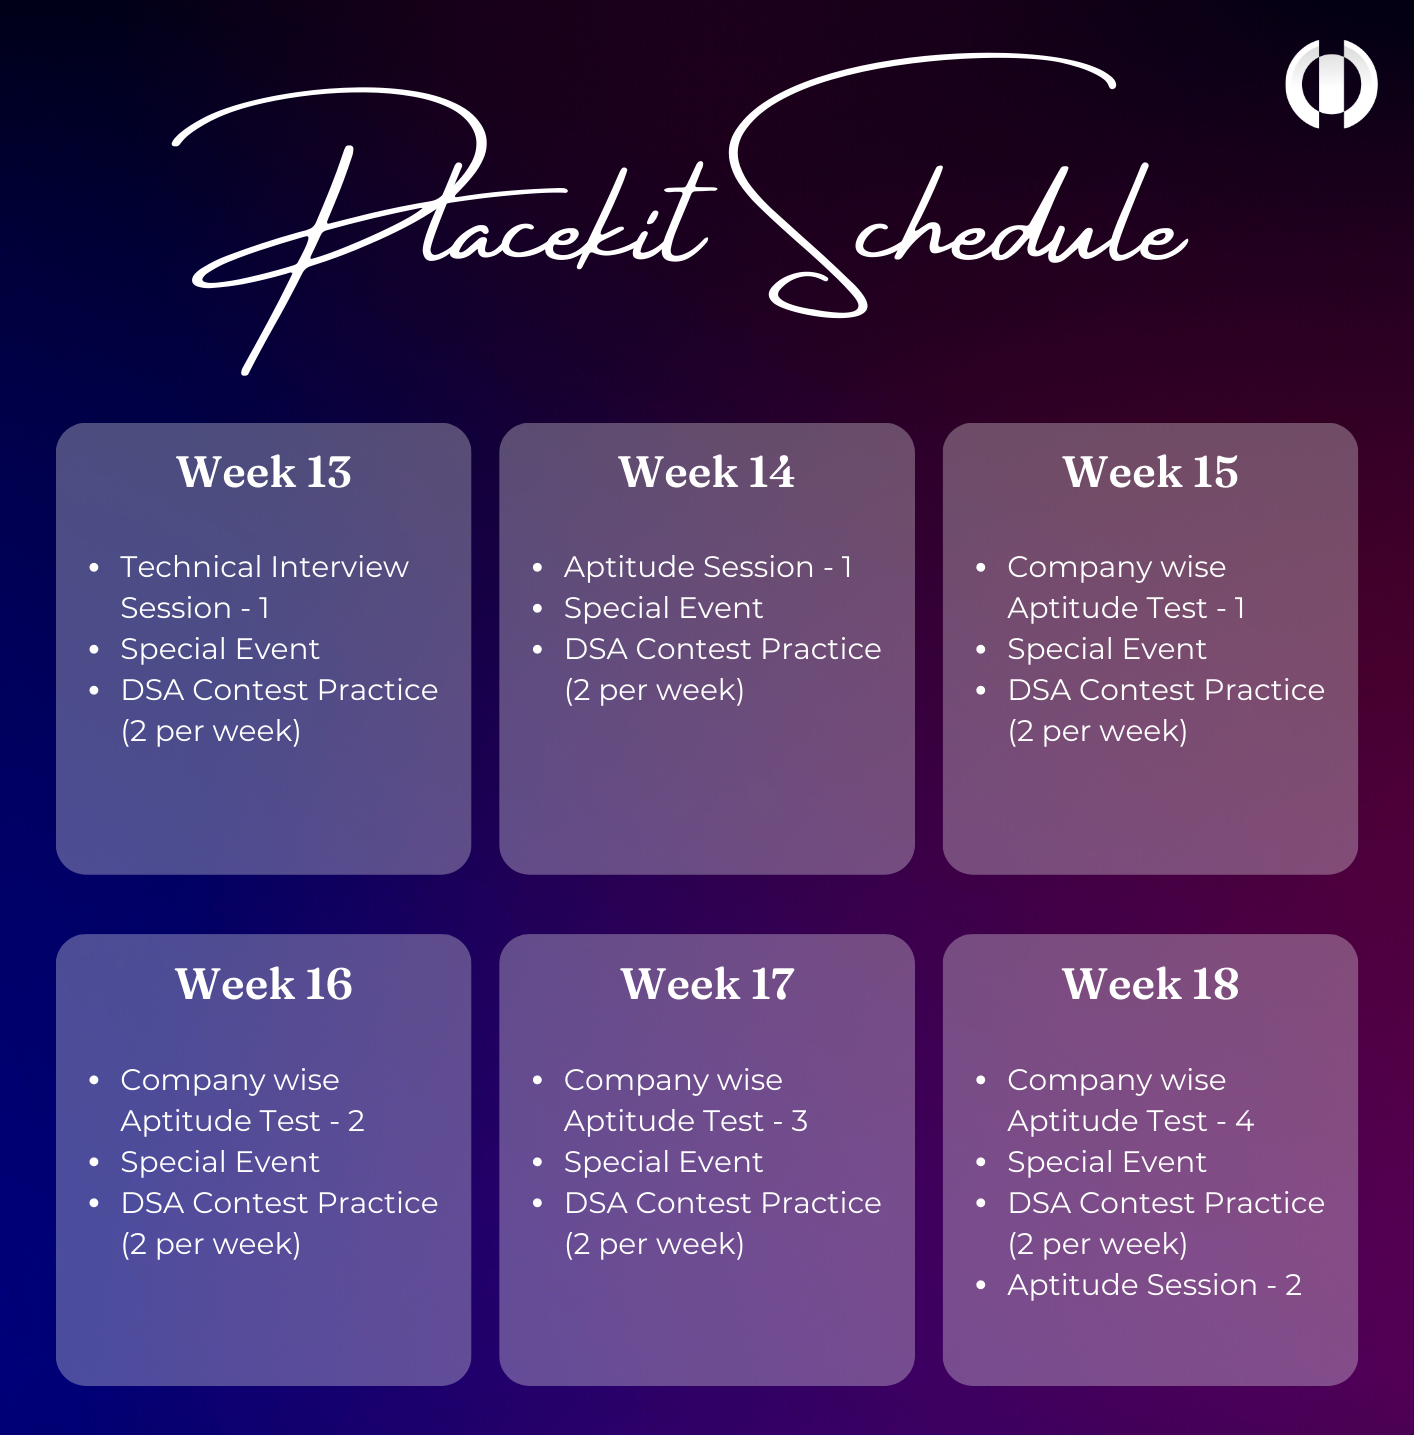 Placekit Schedule
Week 13
• Technical Interview
Session - 1
• Special Event
• DSA Contest Practice
(2 per week)
Week 14
• Aptitude Session - 1
• Special Event
• DSA Contest Practice
(2 per week)
Week 15
• Company wise
Aptitude Test - 1
• Special Event
• DSA Contest Practice
(2 per week)
Week 16
• Company wise
Aptitude Test - 2
• Special Event
• DSA Contest Practice
(2 per week)
Week 17
• Company wise
Aptitude Test - 3
• Special Event
• DSA Contest Practice
(2 per week)
Week 18
• Company wise
Aptitude Test - 4
• Special Event
• DSA Contest Practice
(2 per week)
• Aptitude Session - 2